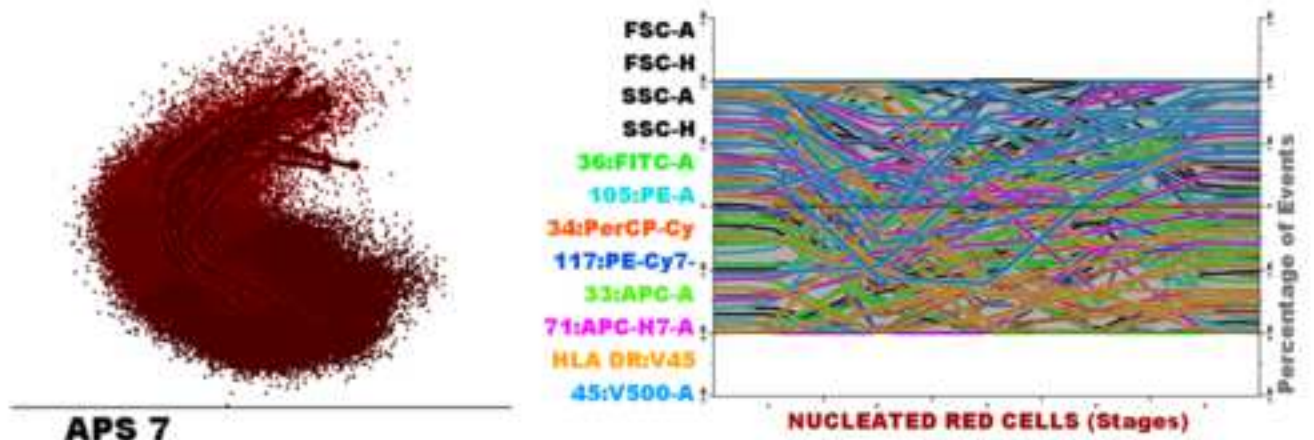 APS 7
FSC-A
FSC-H
SSC-A
SSC-H
36:FITC-A
105:PE-A
34:PerCP-Cy
117:PE-Cy7-
33:APC-A
71:APC-H7-A
HLA DR:V45
45:V500-A
Percentage of Events
NUCLEATED RED CELLS (Stages)